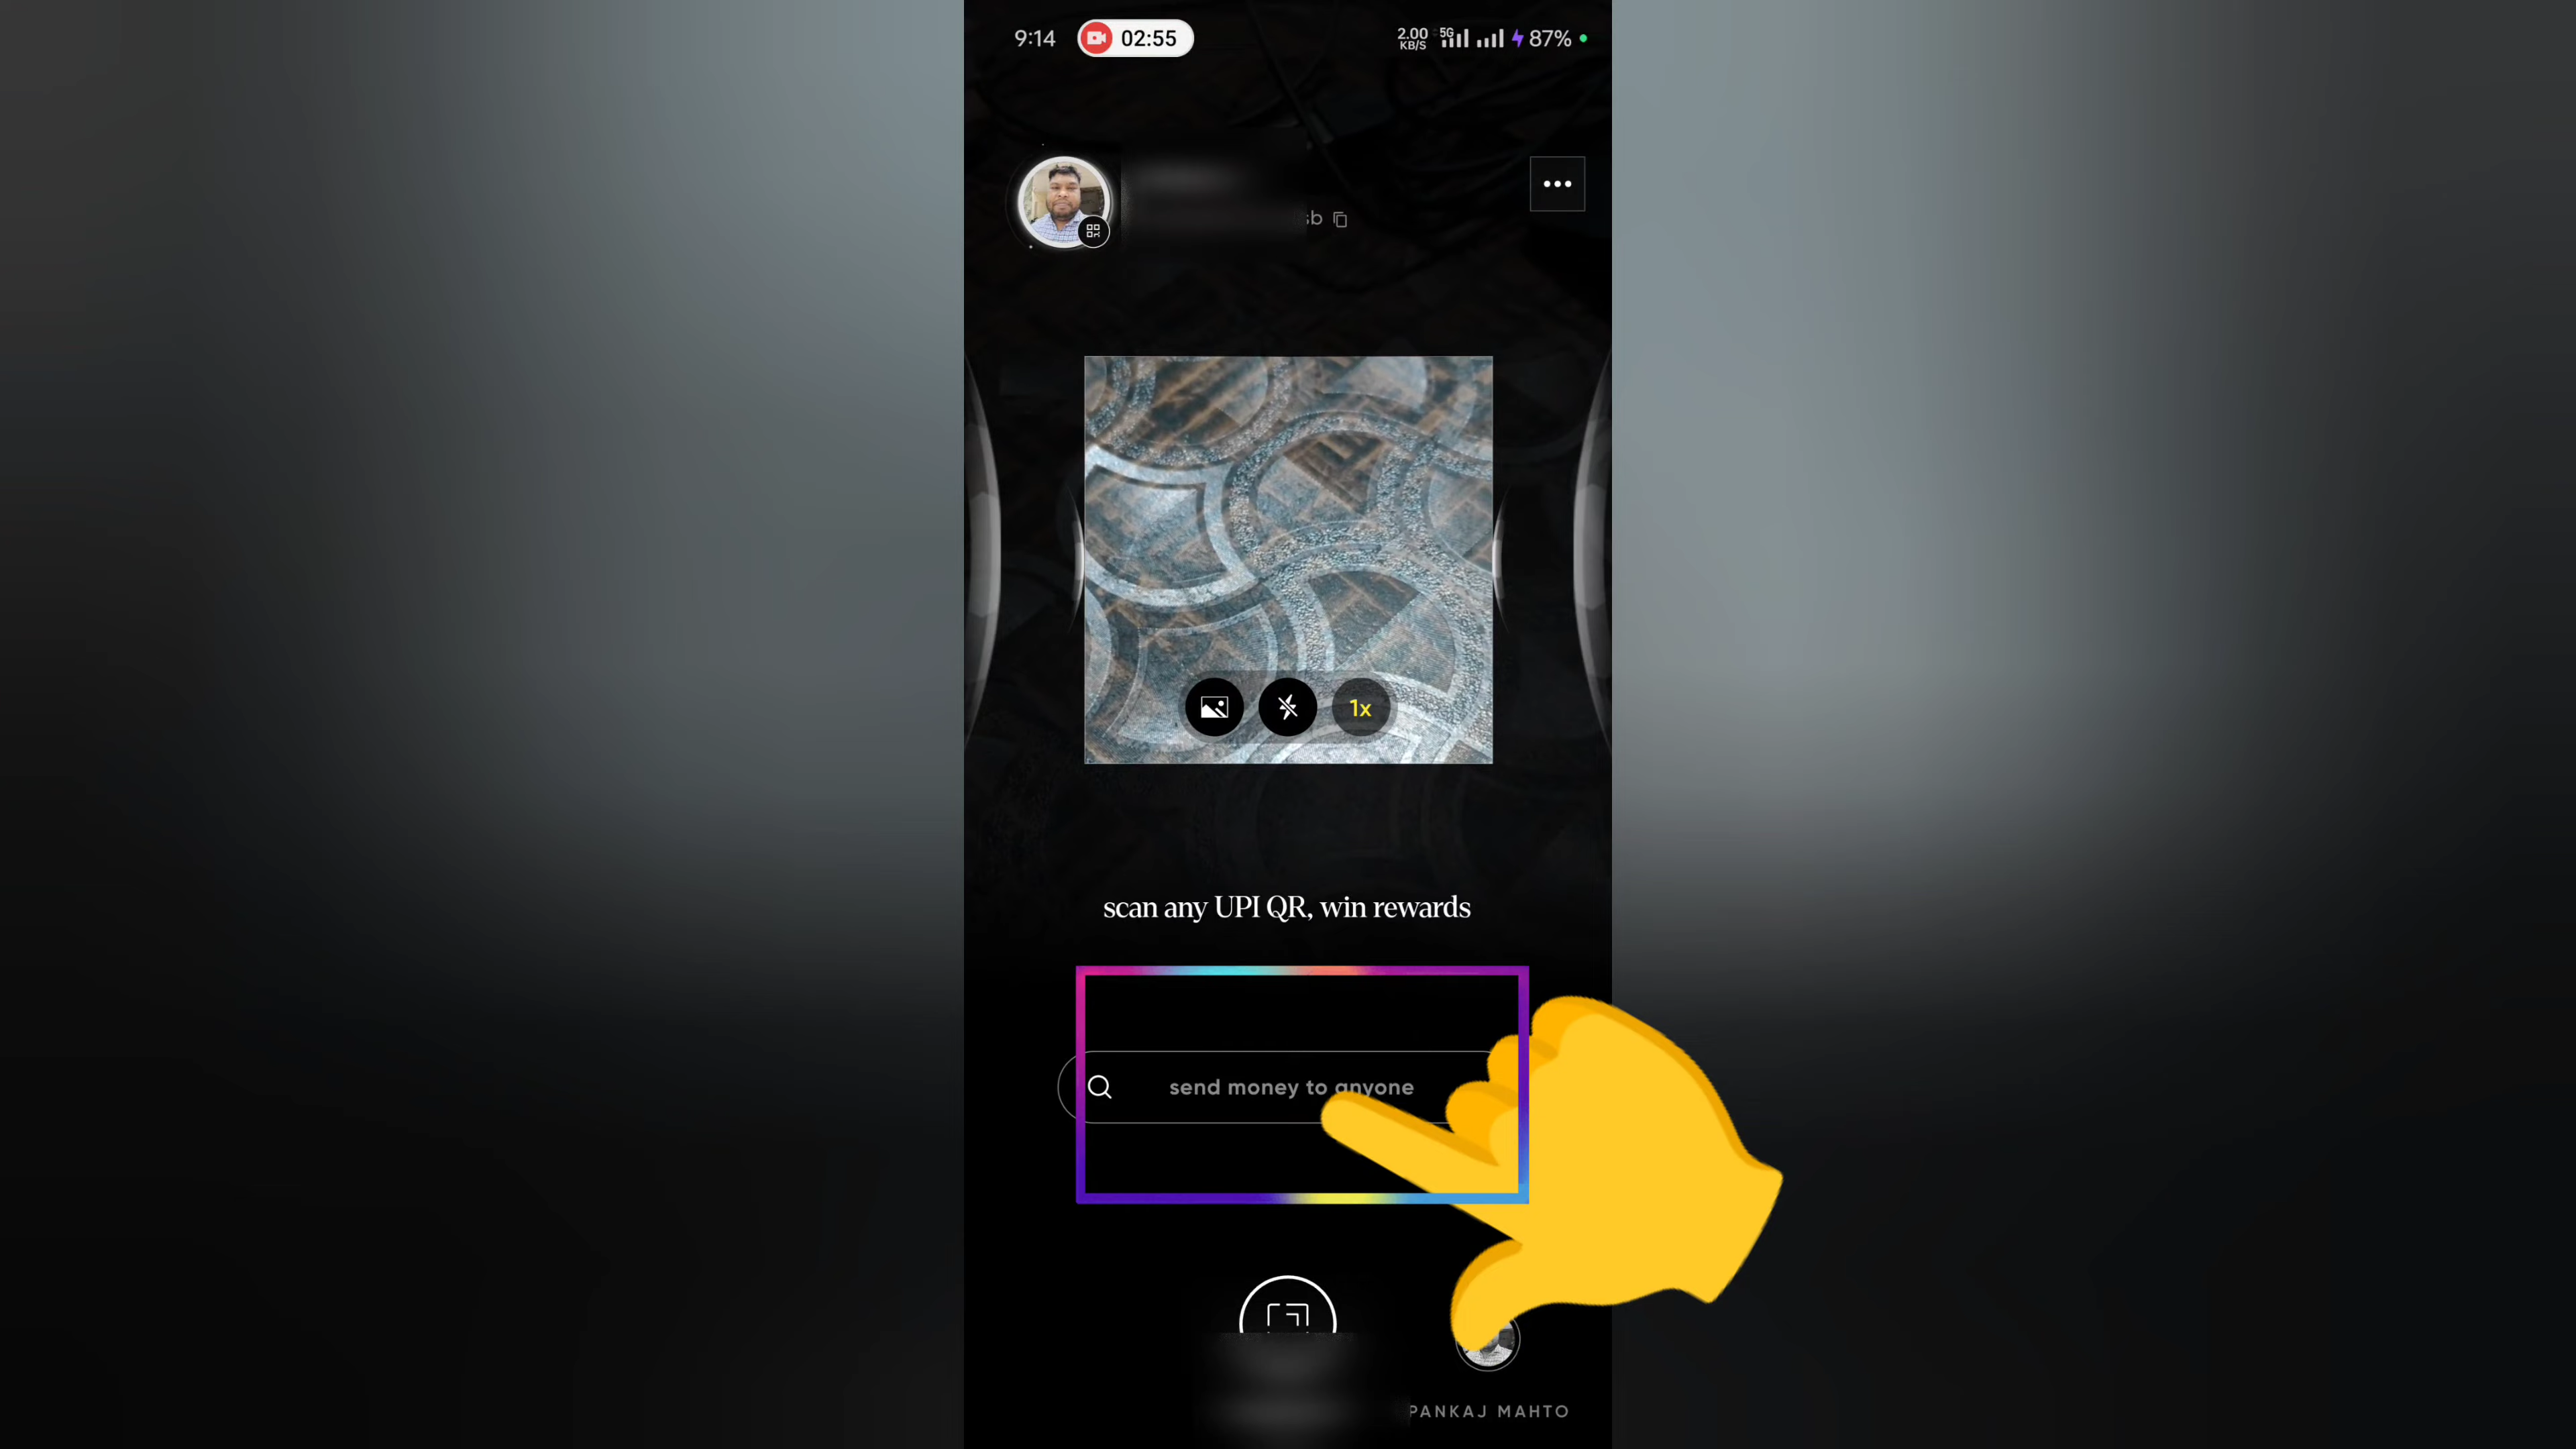 9:14
02:55
2.00
KB/S
5G
87%
sb
1x
scan any UPI QR, win rewards
send money to anyone
PANKAJ MAHTO